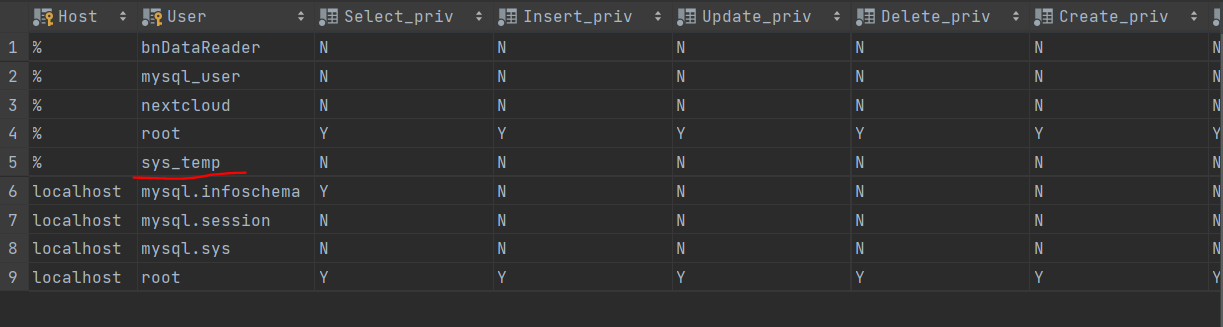 Host User Select_priv Insert_priv Update_priv Delete_priv Create_priv
1 % bnDataReader N N N N N N
2 % mysql_user N N N N N N
3 % nextcloud N N N N N N
4 % root Y Y Y Y Y Y
5 % sys_temp N N N N N N
6 localhost mysql.infoschema Y N N N N N
7 localhost mysql.session N N N N N N
8 localhost mysql.sys N N N N N N
9 localhost root Y Y Y Y Y Y